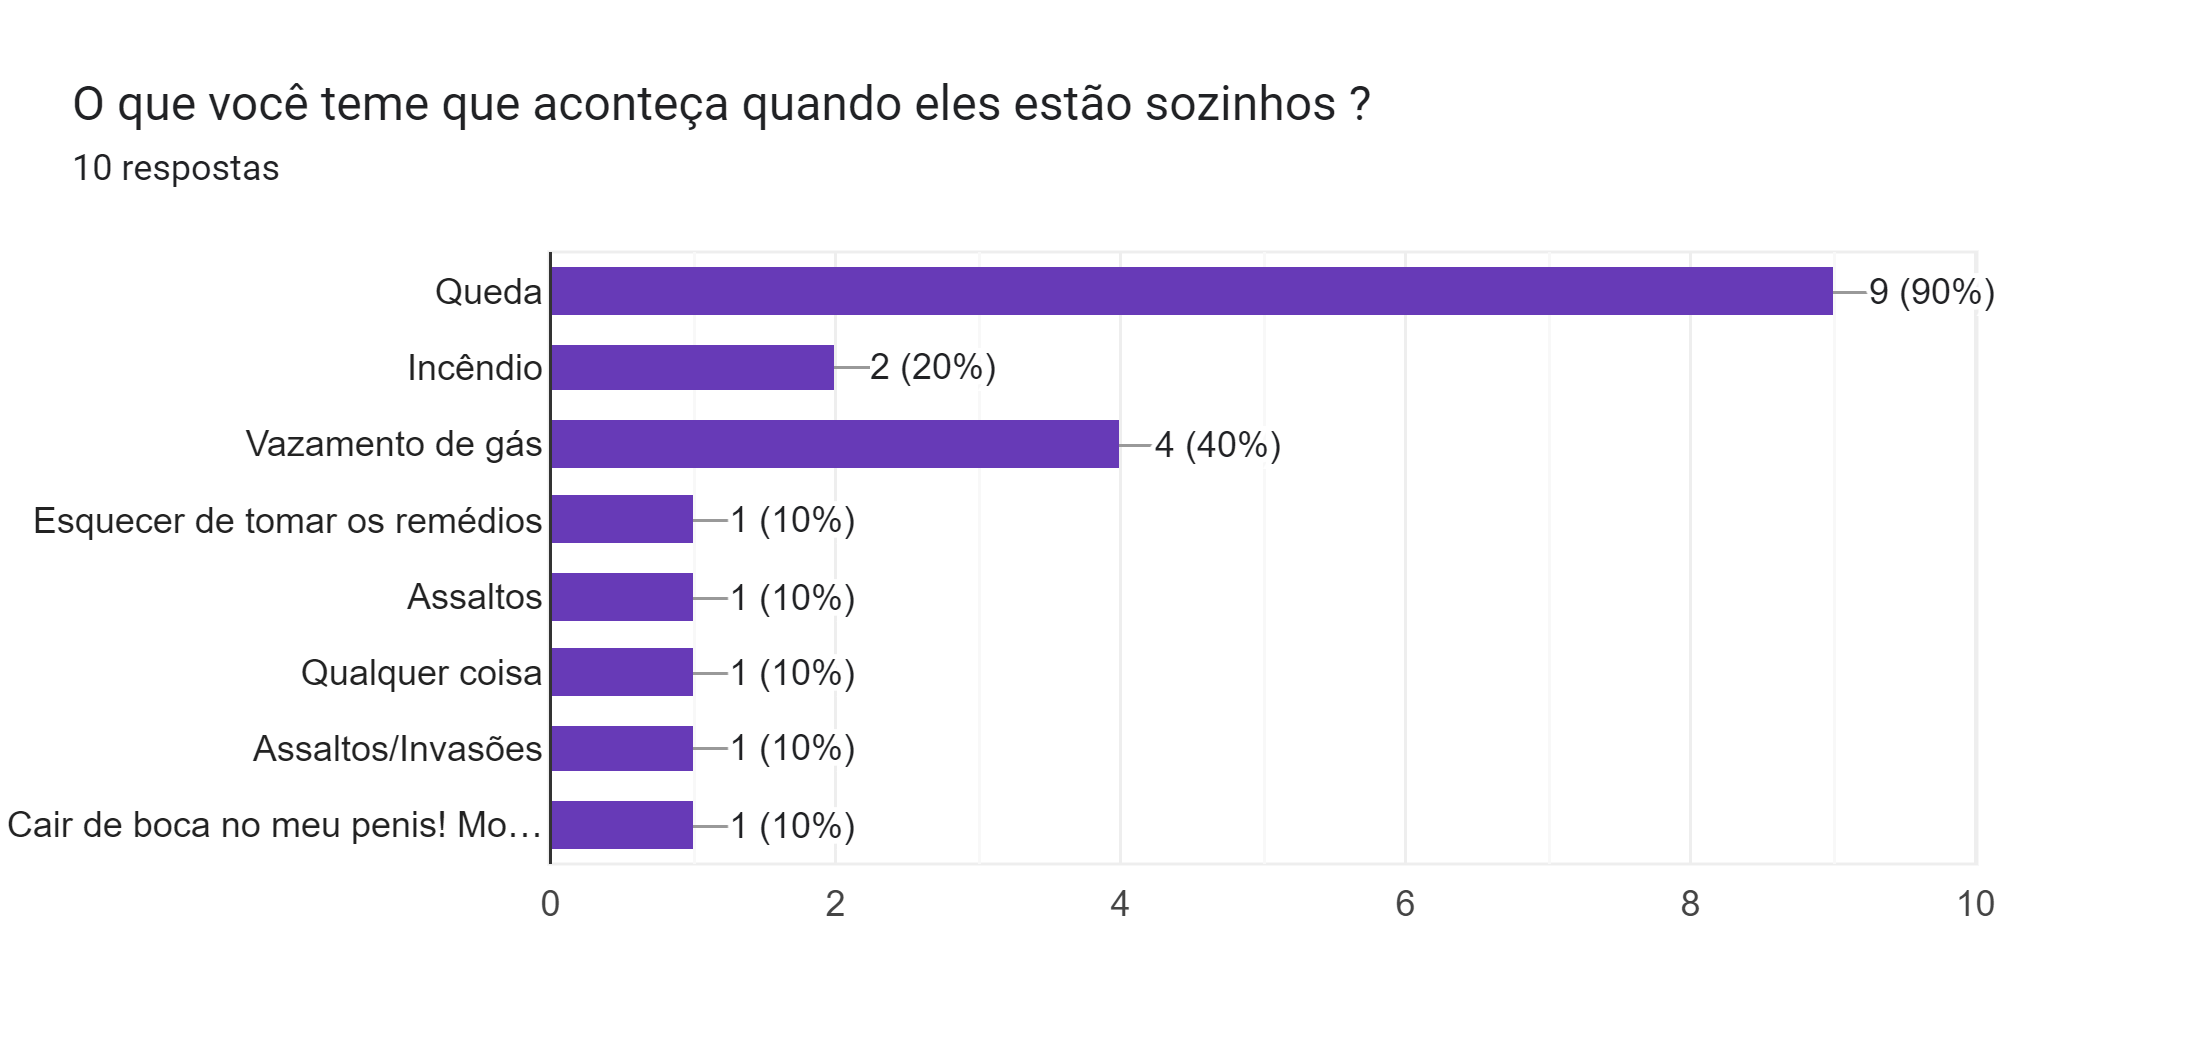 O que você teme que aconteça quando eles estão sozinhos ?
10 respostas
Queda 9 (90%)
Incêndio 2 (20%)
Vazamento de gás 4 (40%)
Esquecer de tomar os remédios 1 (10%)
Assaltos 1 (10%)
Qualquer coisa 1 (10%)
Assaltos/Invasões 1 (10%)
Cair de boca no meu penis! Mo… 1 (10%)
0 2 4 6 8 10